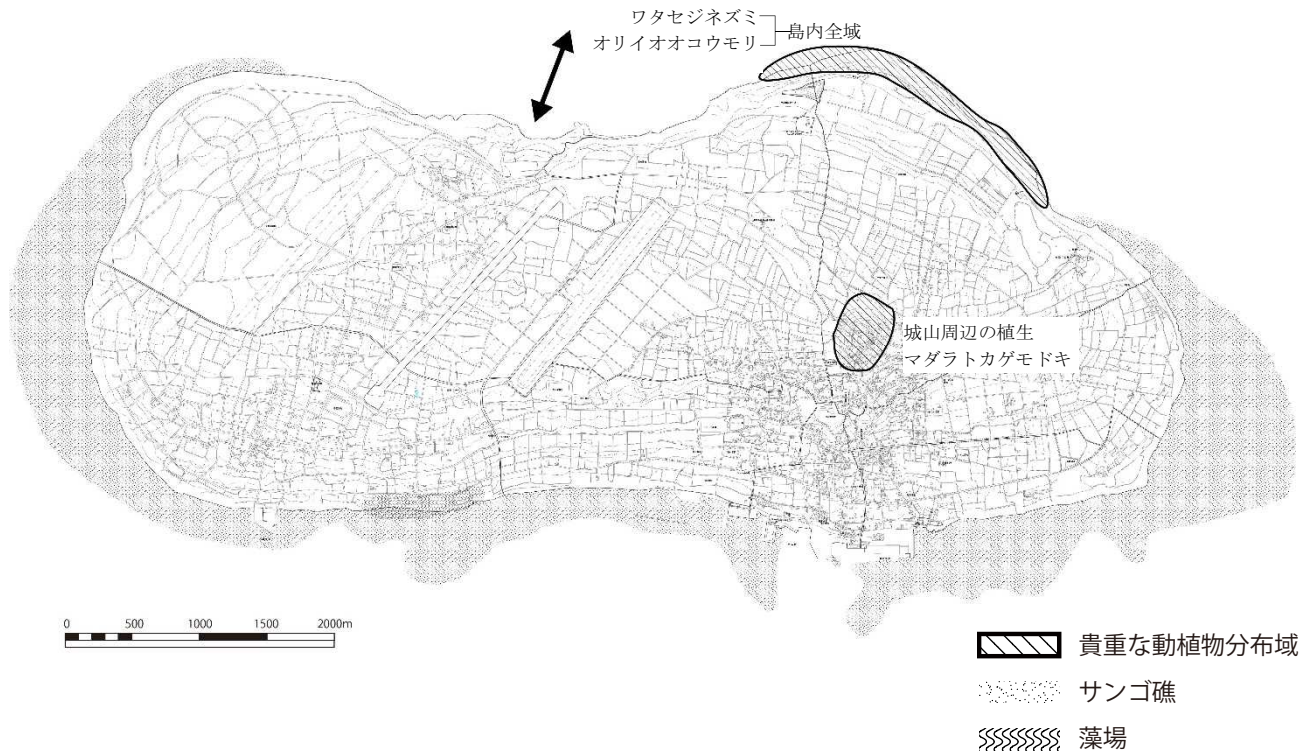 ワタセジネズミ
オリイオオコウモリ
島内全域
城山周辺の植生
マダラトカゲモドキ
0 500 1000 1500 2000m
貴重な動植物分布域
サンゴ礁
藻場